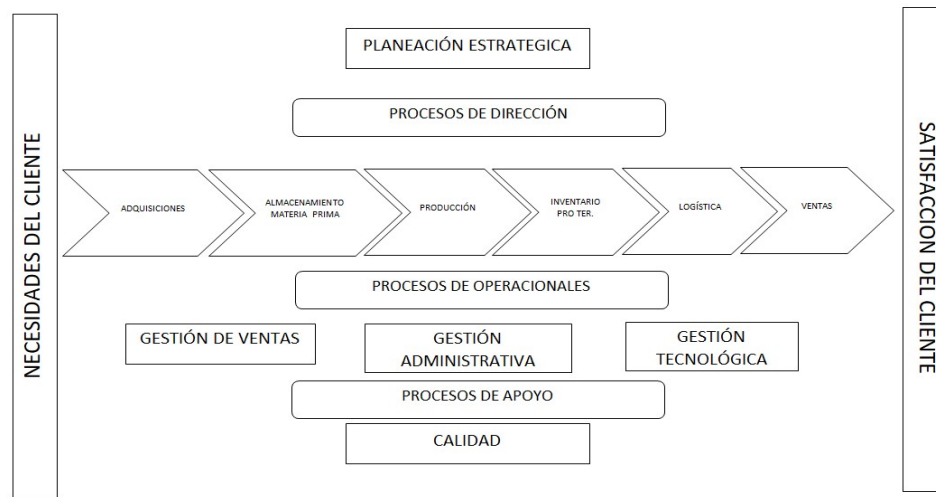 NECESIDADES DEL CLIENTE
PLANEACIÓN ESTRATEGICA
PROCESOS DE DIRECCIÓN
ADQUISICIONES
ALMACENAMIENTO
MATERIA PRIMA
PRODUCCIÓN
INVENTARIO
PRO TER.
LOGÍSTICA
VENTAS
PROCESOS DE OPERACIONALES
GESTIÓN DE VENTAS
GESTIÓN
ADMINISTRATIVA
GESTIÓN
TECNOLÓGICA
PROCESOS DE APOYO
CALIDAD
SATISFACCION DEL CLIENTE